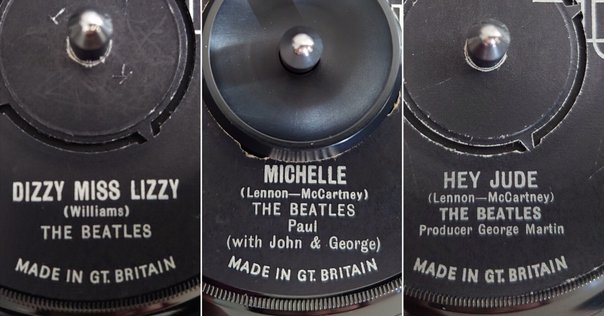 DIZZY MISS LIZZY
(Williams)
THE BEATLES
MADE IN GT. BRITAIN
MICHELLE
(Lennon—McCartney)
THE BEATLES
Paul
(with John & George)
MADE IN GT. BRITAIN
HEY JUDE
(Lennon—McCartney)
THE BEATLES
Producer George Martin
MADE IN GT. BRITAIN